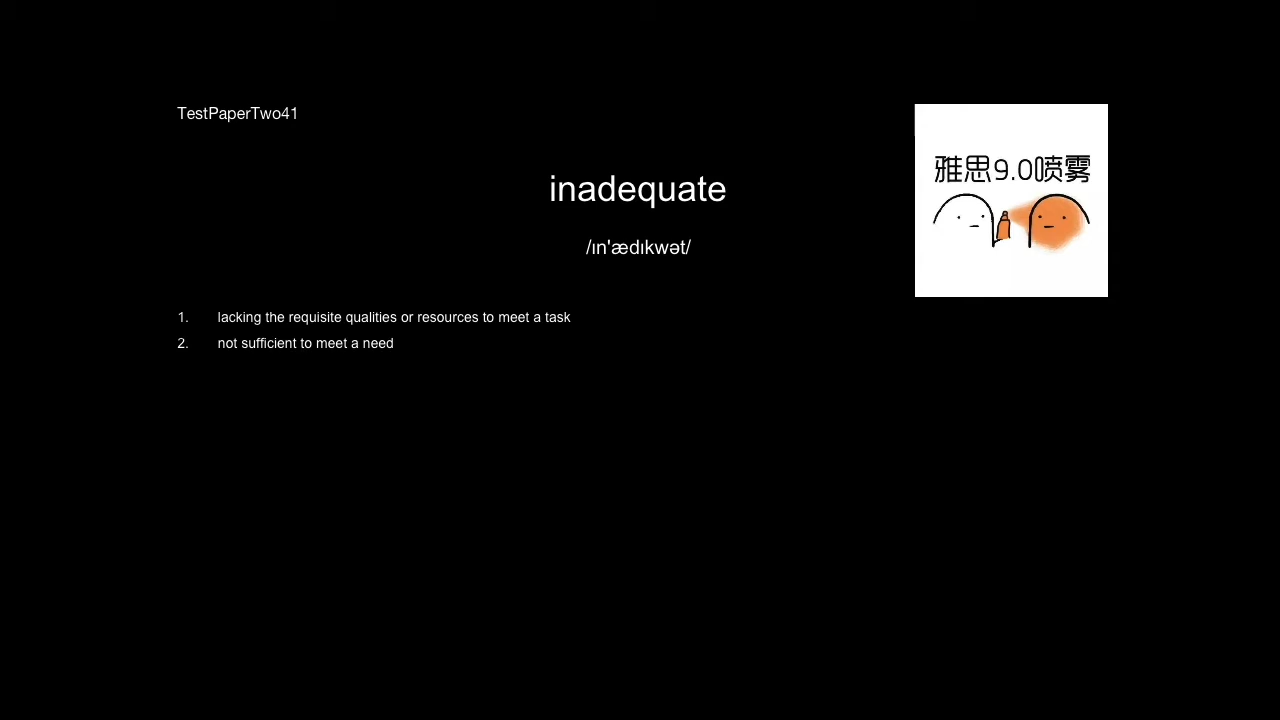 TestPaperTwo41
雅思9.0喷雾
inadequate
/ɪn'ædɪkwət/
1. lacking the requisite qualities or resources to meet a task
2. not sufficient to meet a need